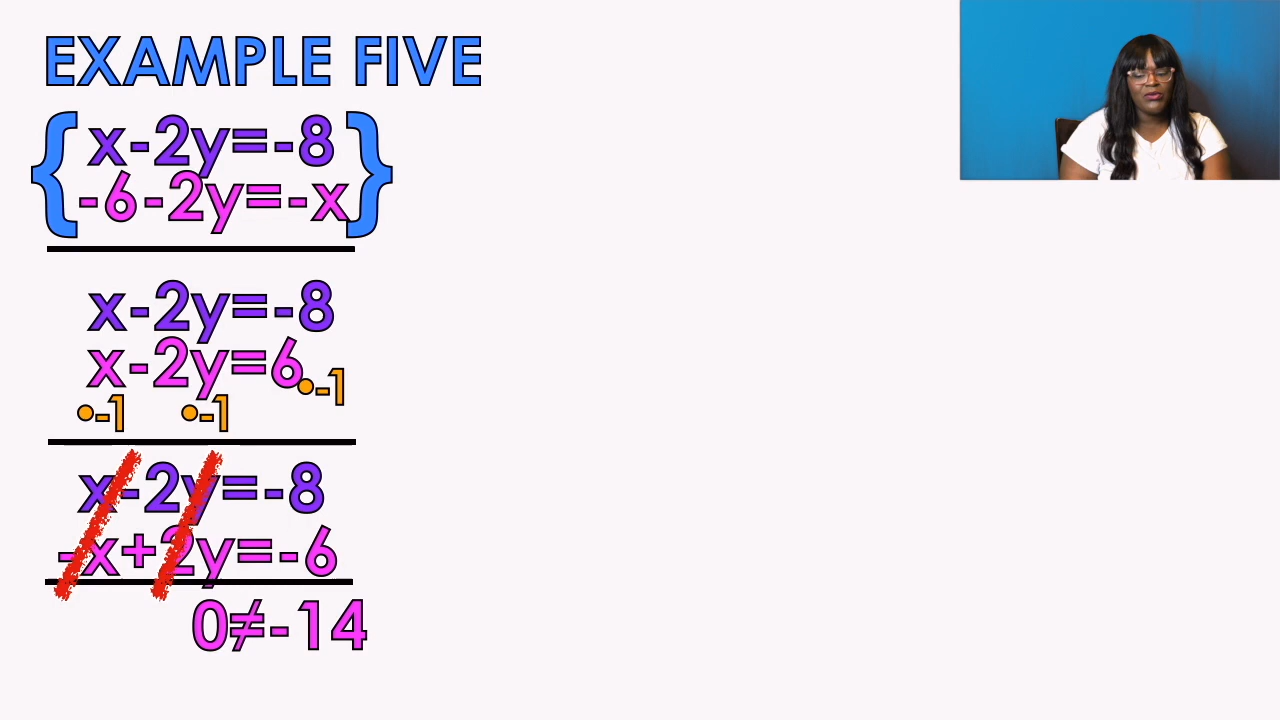 EXAMPLE FIVE
{ x-2y=-8
-6-2y=-x }
x-2y=-8
x-2y=6
•-1 •-1 •-1
x-2y=-8
-x+2y=-6
0≠-14